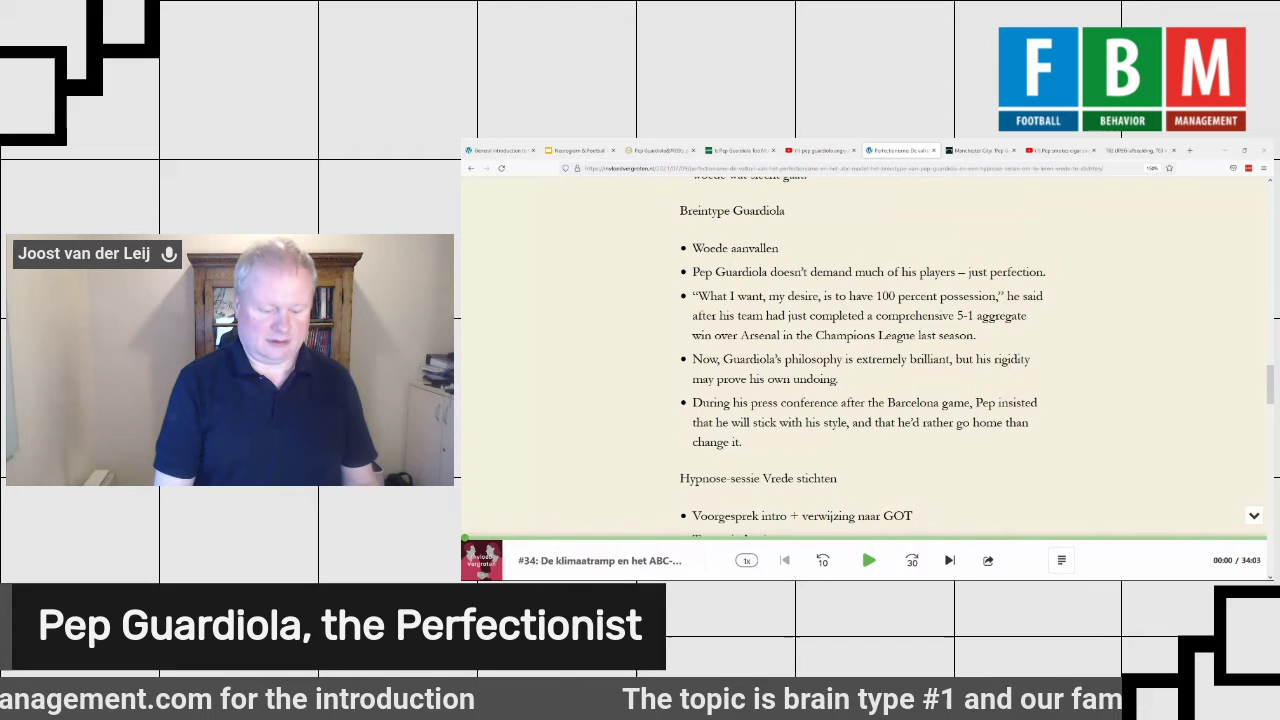 F B M
FOOTBALL BEHAVIOR MANAGEMENT
Joost van der Leij
woede wat slecht gaat.
Breintype Guardiola
• Woede aanvallen
• Pep Guardiola doesn't demand much of his players – just perfection.
• “What I want, my desire, is to have 100 percent possession,” he said
after his team had just completed a comprehensive 5-1 aggregate
win over Arsenal in the Champions League last season.
• Now, Guardiola's philosophy is extremely brilliant, but his rigidity
may prove his own undoing.
• During his press conference after the Barcelona game, Pep insisted
that he will stick with his style, and that he'd rather go home than
change it.
Hypnose-sessie Vrede stichten
• Voorgesprek intro + verwijzing naar GOT
#34: De klimaatramp en het ABC-...
1x
10
30
00:00 / 34:03
150%
Pep Guardiola, the Perfectionist
anagement.com for the introduction
The topic is brain type #1 and our fam